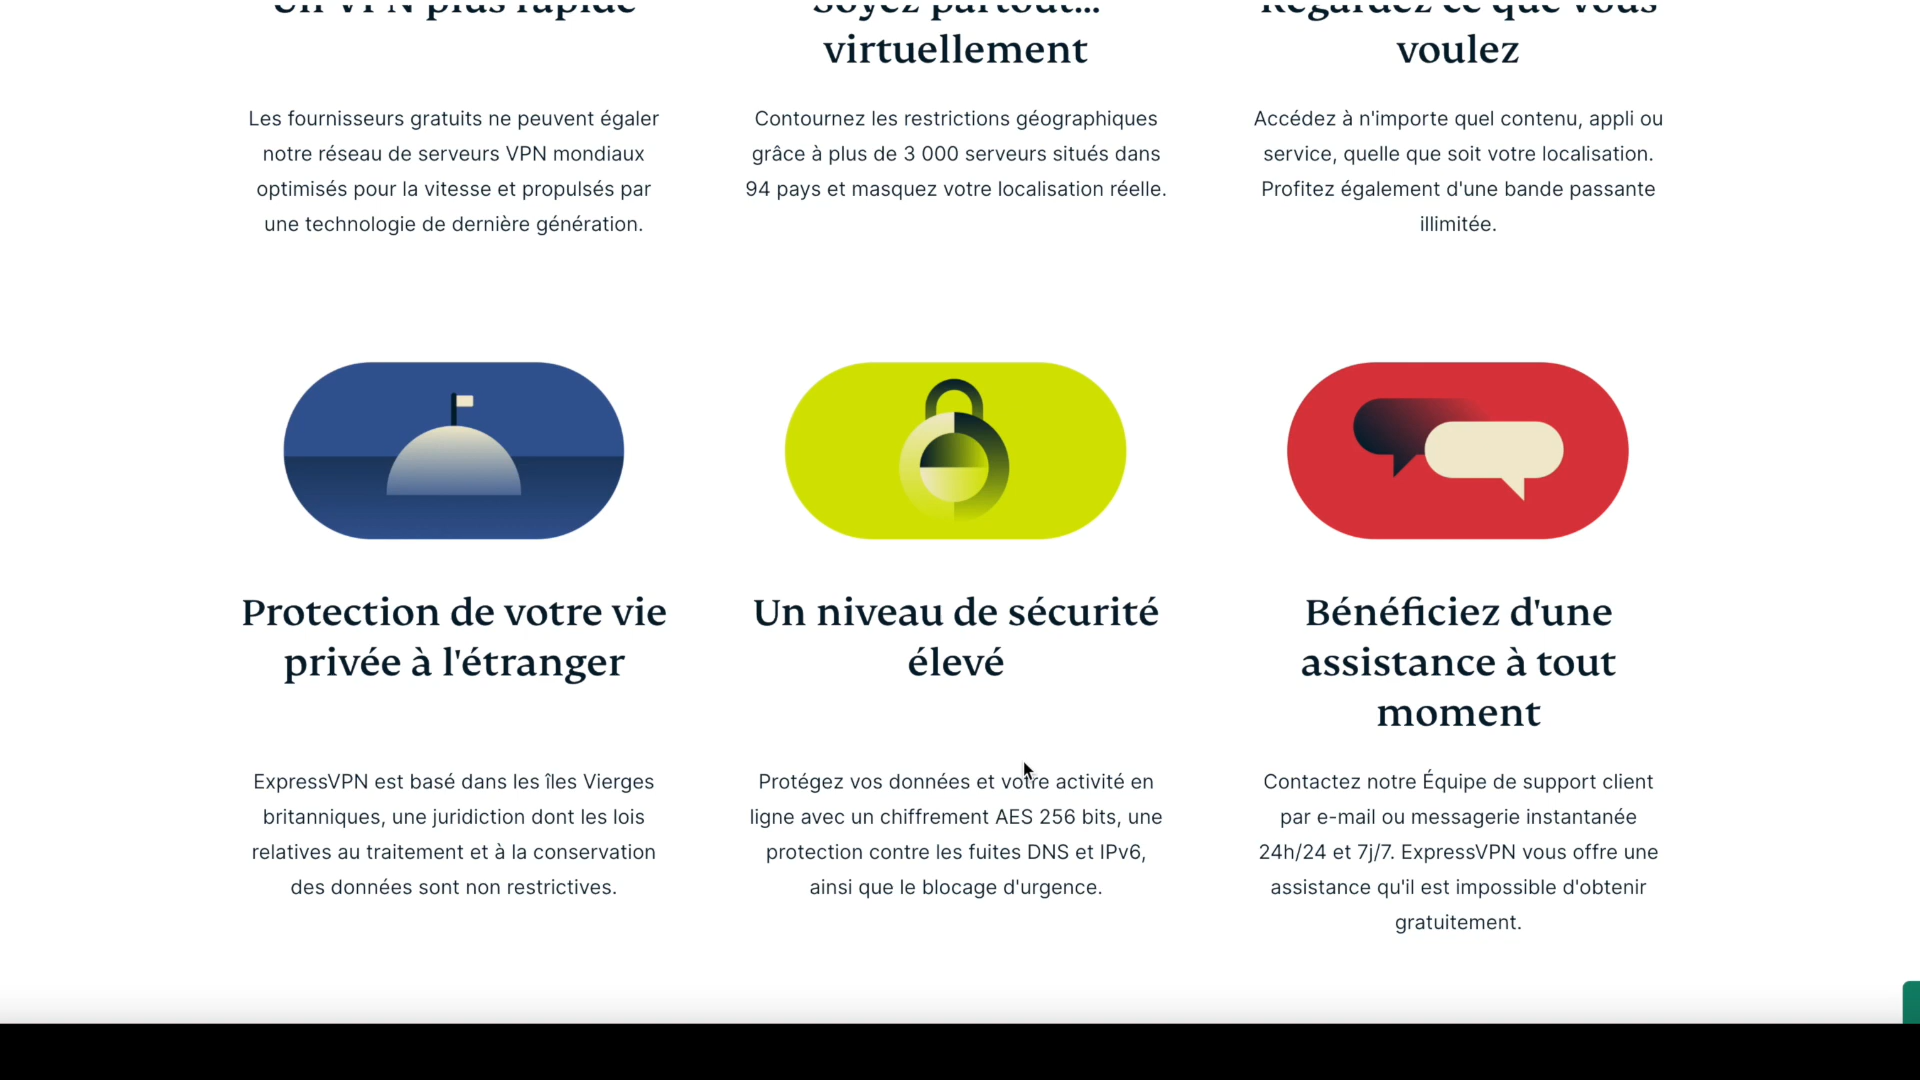 Un VPN plus rapide
Les fournisseurs gratuits ne peuvent égaler
notre réseau de serveurs VPN mondiaux
optimisés pour la vitesse et propulsés par
une technologie de dernière génération.
Soyez partout...
virtuellement
Contournez les restrictions géographiques
grâce à plus de 3 000 serveurs situés dans
94 pays et masquez votre localisation réelle.
Regardez ce que vous
voulez
Accédez à n'importe quel contenu, appli ou
service, quelle que soit votre localisation.
Profitez également d'une bande passante
illimitée.
Protection de votre vie
privée à l'étranger
ExpressVPN est basé dans les îles Vierges
britanniques, une juridiction dont les lois
relatives au traitement et à la conservation
des données sont non restrictives.
Un niveau de sécurité
élevé
Protégez vos données et votre activité en
ligne avec un chiffrement AES 256 bits, une
protection contre les fuites DNS et IPv6,
ainsi que le blocage d'urgence.
Bénéficiez d'une
assistance à tout
moment
Contactez notre Équipe de support client
par e-mail ou messagerie instantanée
24h/24 et 7j/7. ExpressVPN vous offre une
assistance qu'il est impossible d'obtenir
gratuitement.